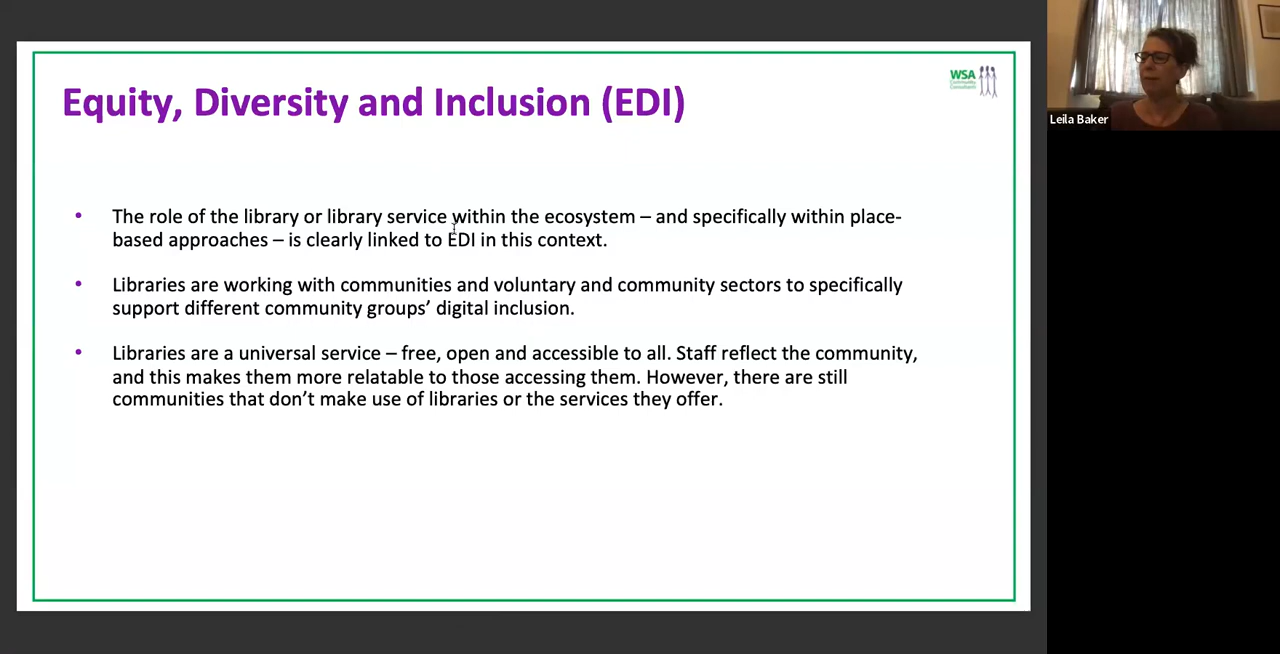 Equity, Diversity and Inclusion (EDI)
WSA
Community
Consultants
Leila Baker
• The role of the library or library service within the ecosystem – and specifically within place-
based approaches – is clearly linked to EDI in this context.
• Libraries are working with communities and voluntary and community sectors to specifically
support different community groups’ digital inclusion.
• Libraries are a universal service – free, open and accessible to all. Staff reflect the community,
and this makes them more relatable to those accessing them. However, there are still
communities that don’t make use of libraries or the services they offer.